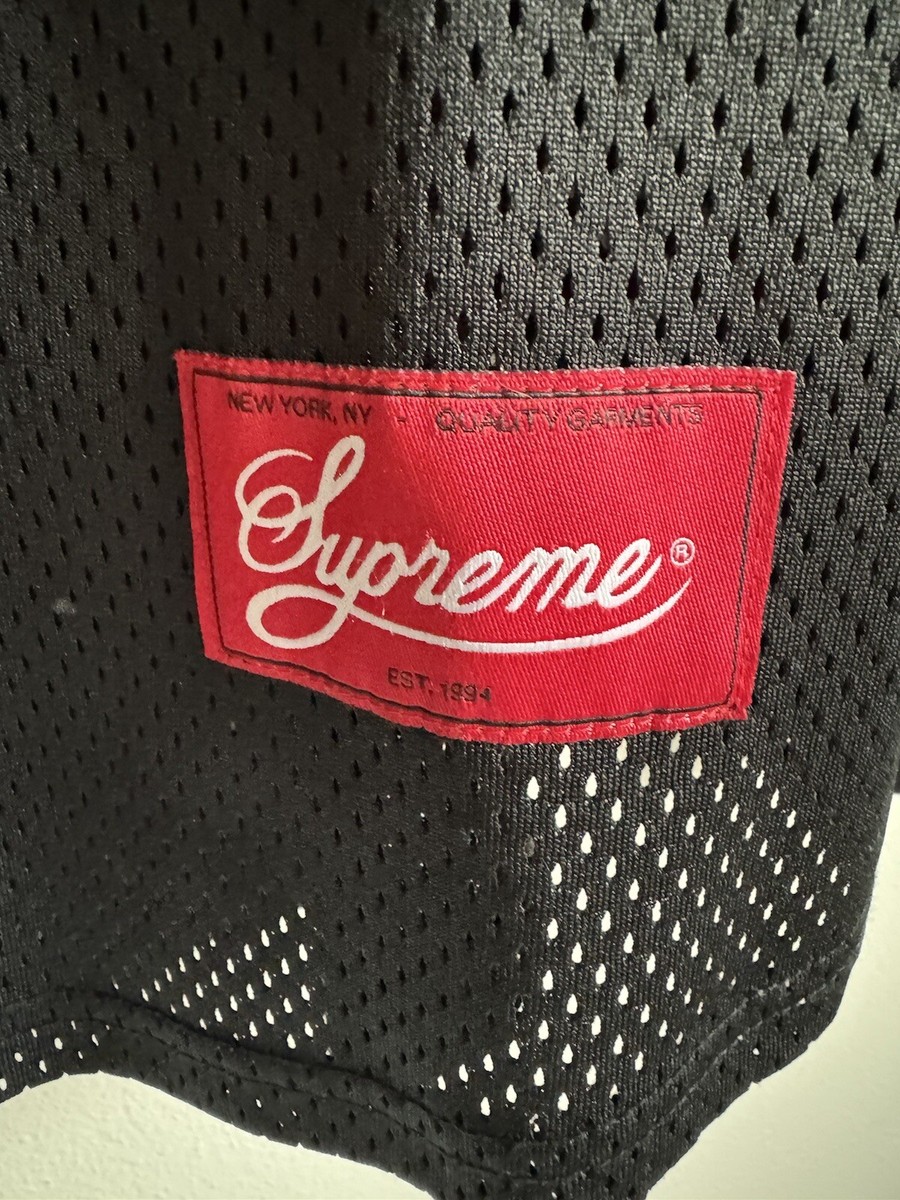 NEW YORK, NY - QUALITY GARMENTS
Supreme®
EST. 1994